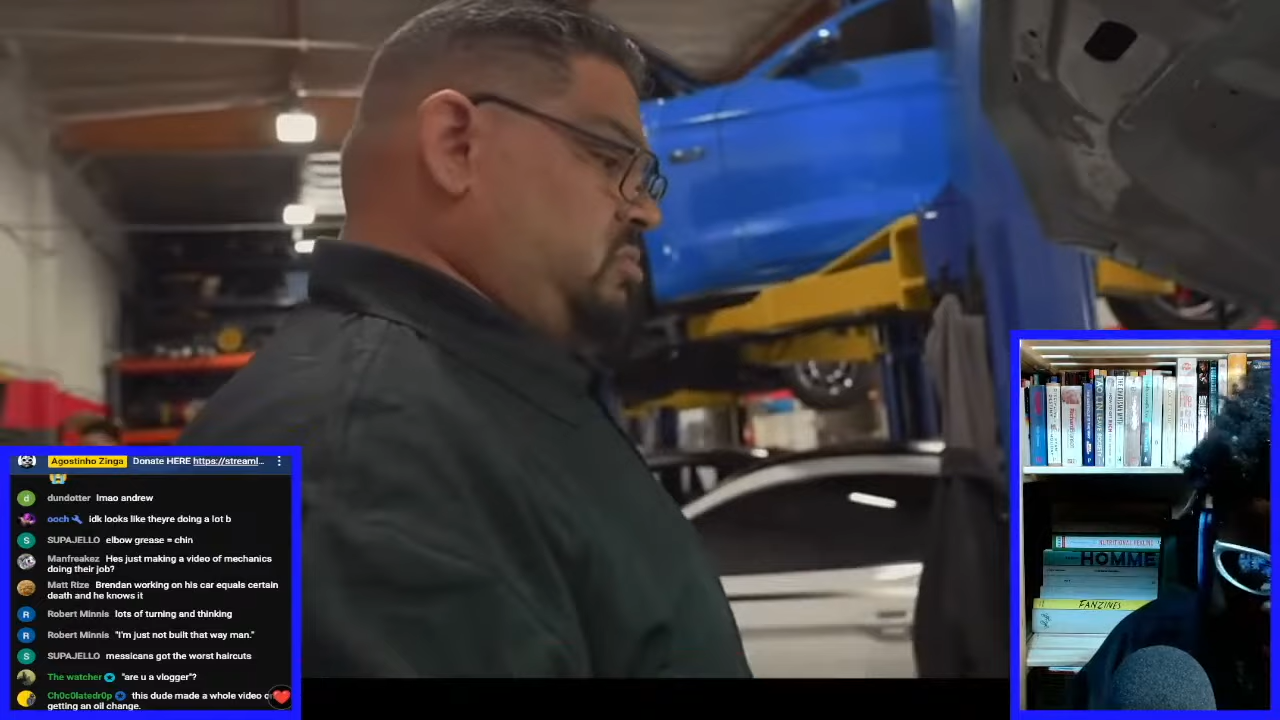 Agostinho Zinga Donate HERE https://streaml...
dundotter lmao andrew
ooch idk looks like theyre doing a lot b
SUPAJELLO elbow grease = chin
Manfreakez Hes just making a video of mechanics
doing their job?
Matt Rize Brendan working on his car equals certain
death and he knows it
Robert Minnis lots of turning and thinking
Robert Minnis "I'm just not built that way man."
SUPAJELLO messicans got the worst haircuts
The watcher "are u a vlogger"?
Ch0c0latedr0p this dude made a whole video
getting an oil change.
HOMME
FANZINES